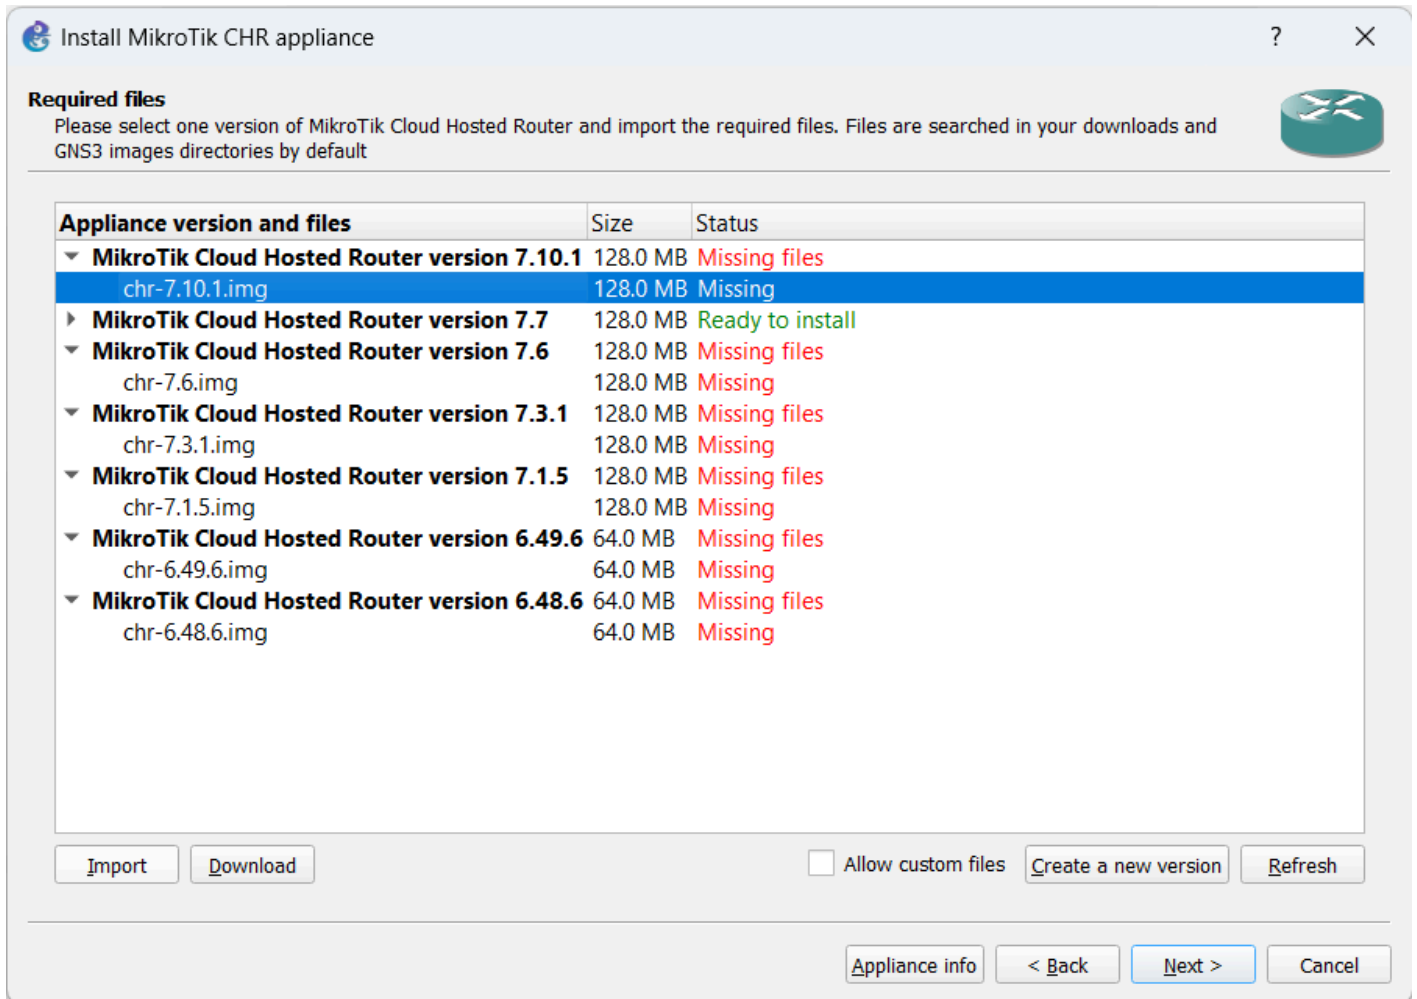 Install MikroTik CHR appliance ? ×
Required files
Please select one version of MikroTik Cloud Hosted Router and import the required files. Files are searched in your downloads and
GNS3 images directories by default
Appliance version and files Size Status
MikroTik Cloud Hosted Router version 7.10.1 128.0 MB Missing files
chr-7.10.1.img 128.0 MB Missing
MikroTik Cloud Hosted Router version 7.7 128.0 MB Ready to install
MikroTik Cloud Hosted Router version 7.6 128.0 MB Missing files
chr-7.6.img 128.0 MB Missing
MikroTik Cloud Hosted Router version 7.3.1 128.0 MB Missing files
chr-7.3.1.img 128.0 MB Missing
MikroTik Cloud Hosted Router version 7.1.5 128.0 MB Missing files
chr-7.1.5.img 128.0 MB Missing
MikroTik Cloud Hosted Router version 6.49.6 64.0 MB Missing files
chr-6.49.6.img 64.0 MB Missing
MikroTik Cloud Hosted Router version 6.48.6 64.0 MB Missing files
chr-6.48.6.img 64.0 MB Missing
Import Download Allow custom files Create a new version Refresh
Appliance info < Back Next > Cancel